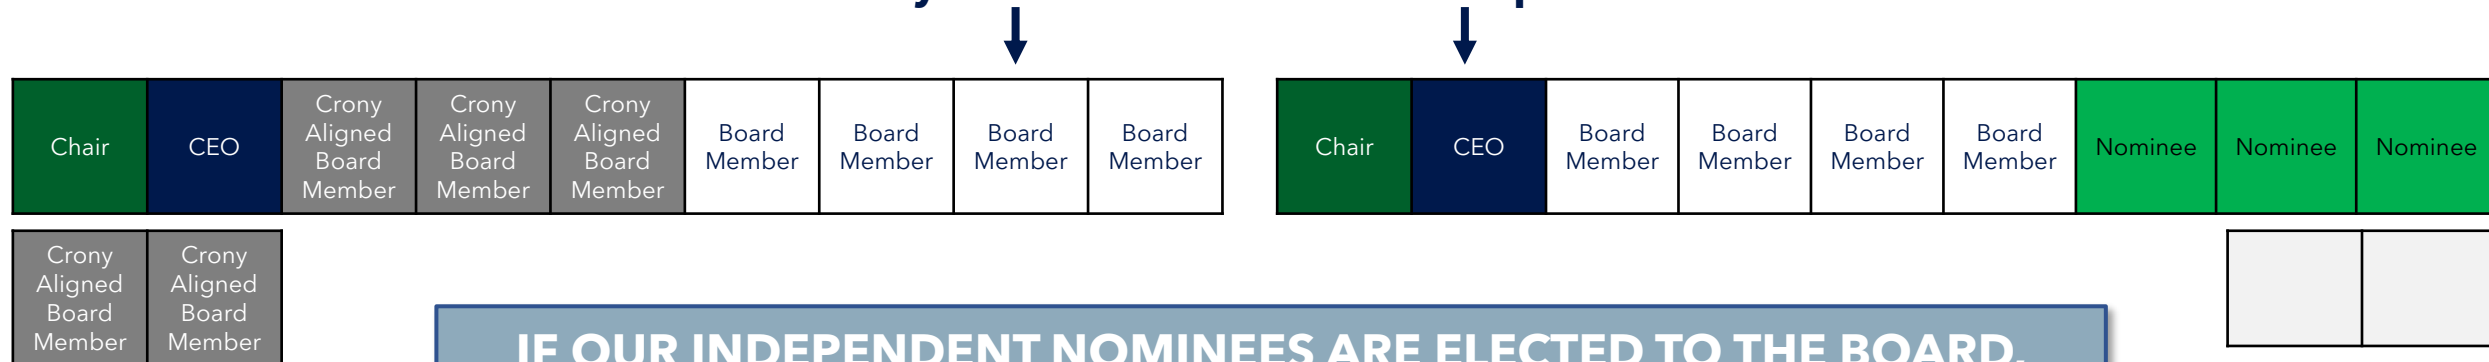 Chair
CEO
Crony
Aligned
Board
Member
Crony
Aligned
Board
Member
Crony
Aligned
Board
Member
Board
Member
Board
Member
Board
Member
Board
Member
Chair
CEO
Board
Member
Board
Member
Board
Member
Board
Member
Nominee
Nominee
Nominee
Crony
Aligned
Board
Member
Crony
Aligned
Board
Member
IF OUR INDEPENDENT NOMINEES ARE ELECTED TO THE BOARD,